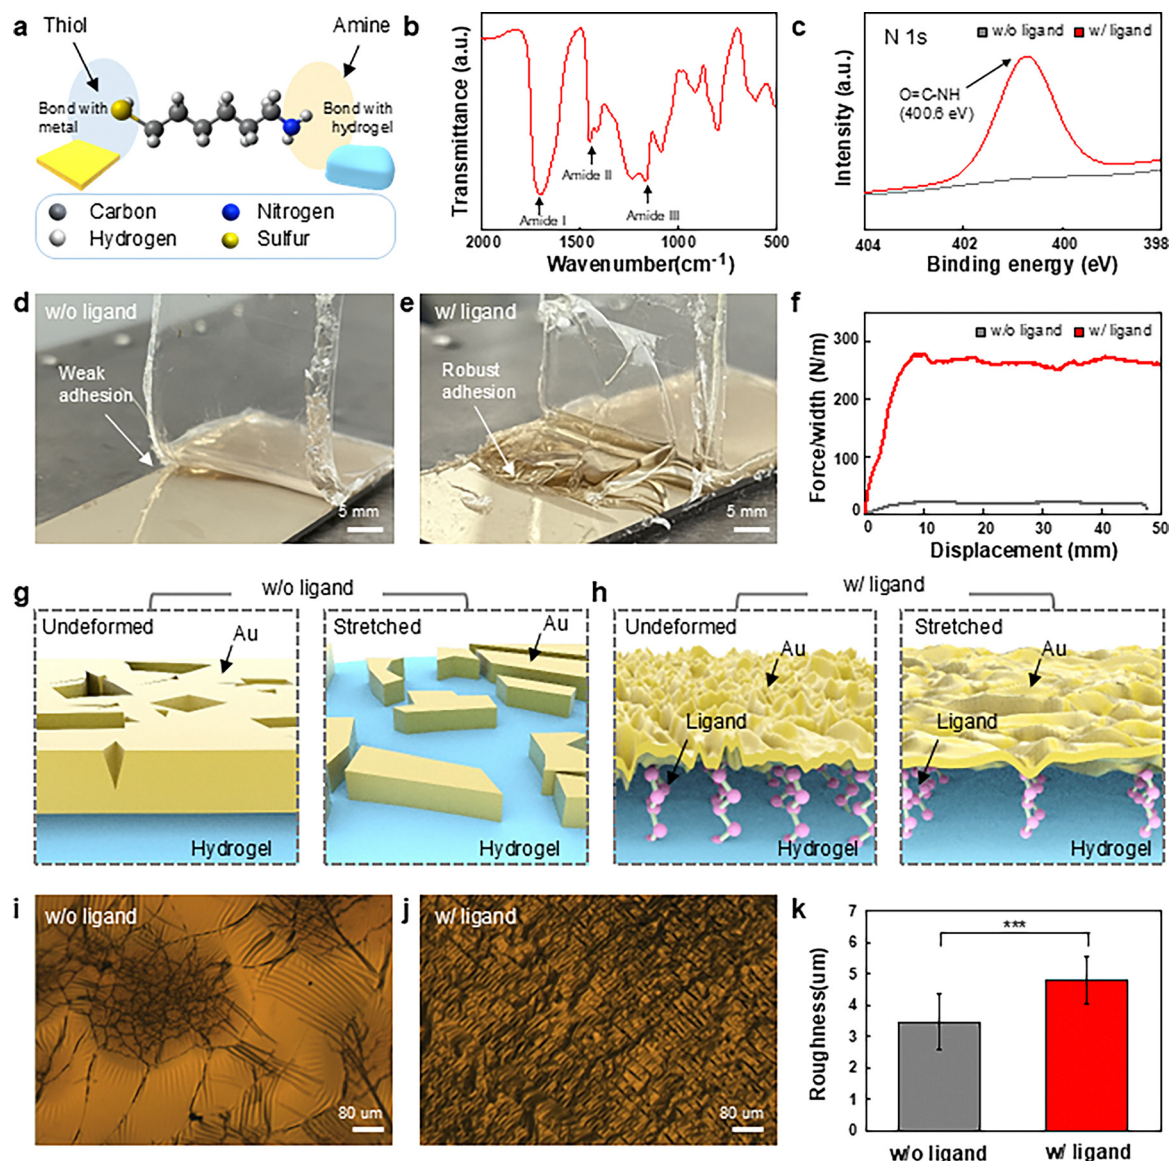 a
Thiol
Amine
Bond with
metal
Bond with
hydrogel
Carbon
Nitrogen
Hydrogen
Sulfur
b
Transmittance (a.u.)
Amide I
Amide II
Amide III
2000
1500
1000
500
Wavenumber(cm-1)
c
N 1s
w/o ligand
w/ ligand
O=C-NH
(400.6 eV)
Intensity (a.u.)
404
402
400
398
Binding energy (eV)
d
w/o ligand
Weak
adhesion
5 mm
e
w/ ligand
Robust
adhesion
5 mm
f
w/o ligand
w/ ligand
Force/width (N/m)
300
200
100
0
0
10
20
30
40
50
Displacement (mm)
g
w/o ligand
Undeformed
Au
Hydrogel
Stretched
Au
Hydrogel
h
w/ ligand
Undeformed
Au
Ligand
Hydrogel
Stretched
Au
Ligand
Hydrogel
i
w/o ligand
80 um
j
w/ ligand
80 um
k
Roughness(um)
7
6
5
4
3
2
1
0
***
w/o ligand
w/ ligand